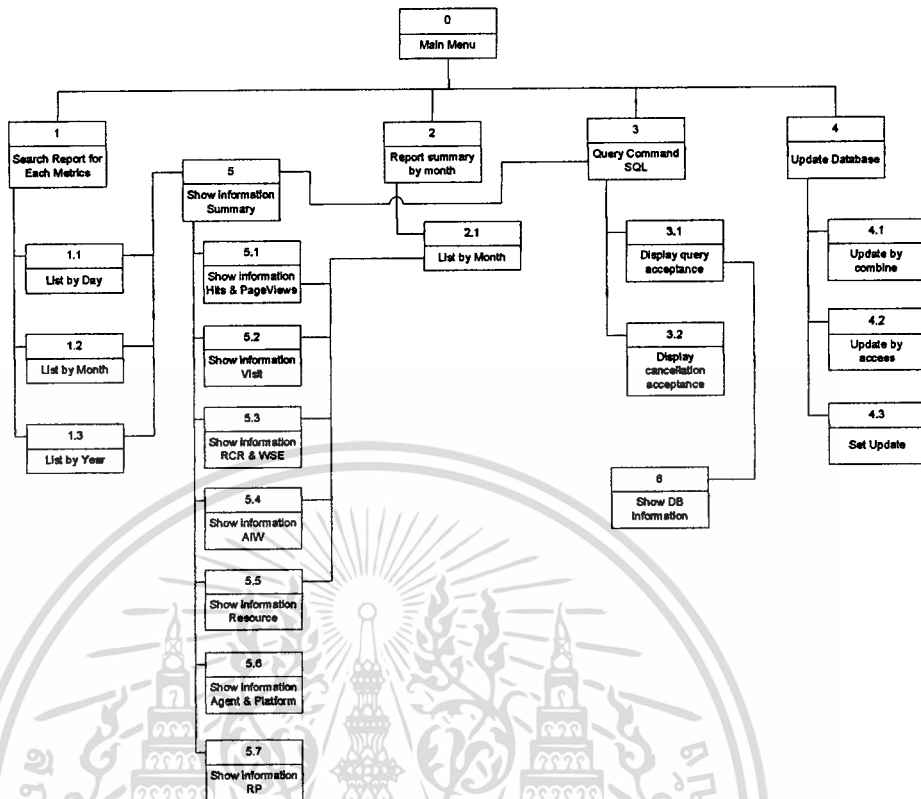 0
Main Menu
1
Search Report for
Each Metrics
1.1
List by Day
1.2
List by Month
1.3
List by Year
5
Show Information
Summary
5.1
Show Information
Hits & PageViews
5.2
Show Information
Visit
5.3
Show Information
RCR & WSE
5.4
Show Information
AIW
5.5
Show Information
Resource
5.6
Show Information
Agent & Platform
5.7
Show Information
RP
2
Report summary
by month
2.1
List by Month
3
Query Command
SQL
3.1
Display query
acceptance
3.2
Display
cancellation
acceptance
6
Show DB
Information
4
Update Database
4.1
Update by
combine
4.2
Update by
access
4.3
Set Update